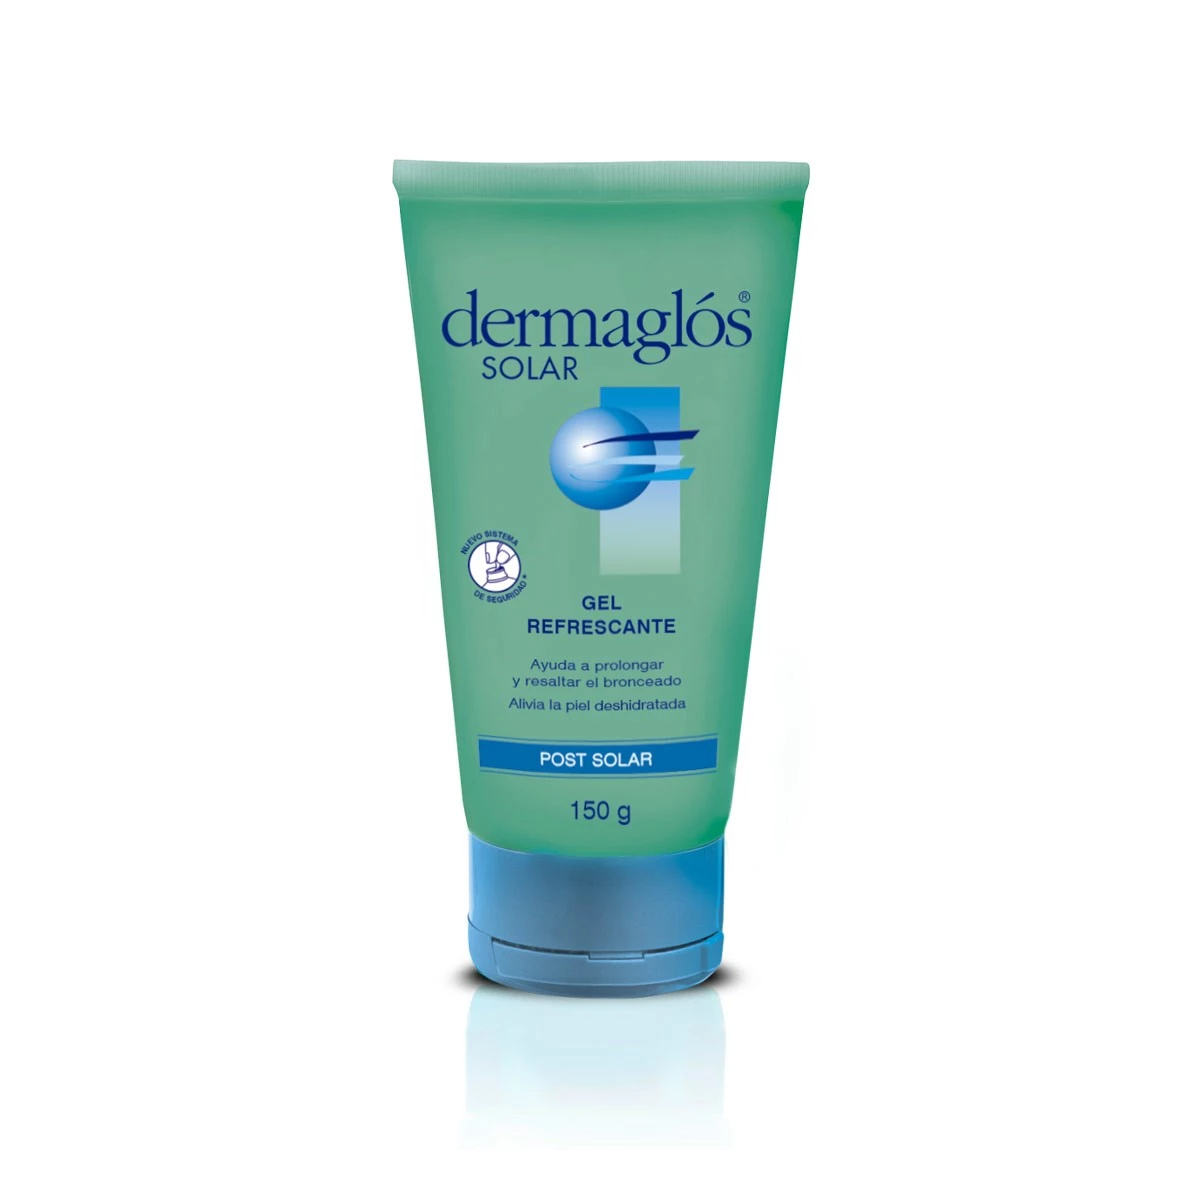 dermaglós®
SOLAR
NUEVO SISTEMA
DE SEGURIDAD*
GEL
REFRESCANTE
Ayuda a prolongar
y resaltar el bronceado
Alivia la piel deshidratada
POST SOLAR
150 g